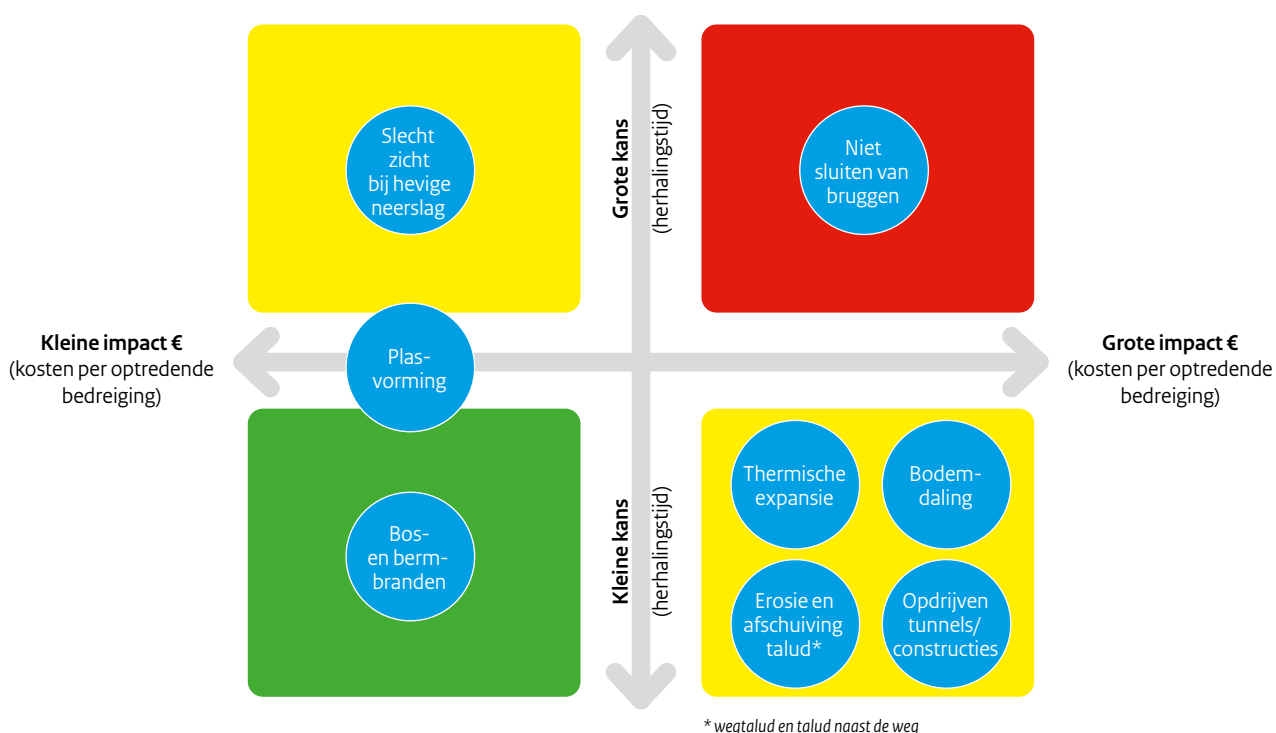 Slecht
zicht
bij hevige
neerslag
Grote kans
(herhalingstijd)
Niet
sluiten van
bruggen
Kleine impact €
(kosten per optredende
bedreiging)
Plas-
vorming
Grote impact €
(kosten per optredende
bedreiging)
Bos-
en berm-
branden
Kleine kans
(herhalingstijd)
Thermische
expansie
Bodem-
daling
Erosie en
afschuiving
talud*
Opdrijven
tunnels/
constructies
* wegtalud en talud naast de weg